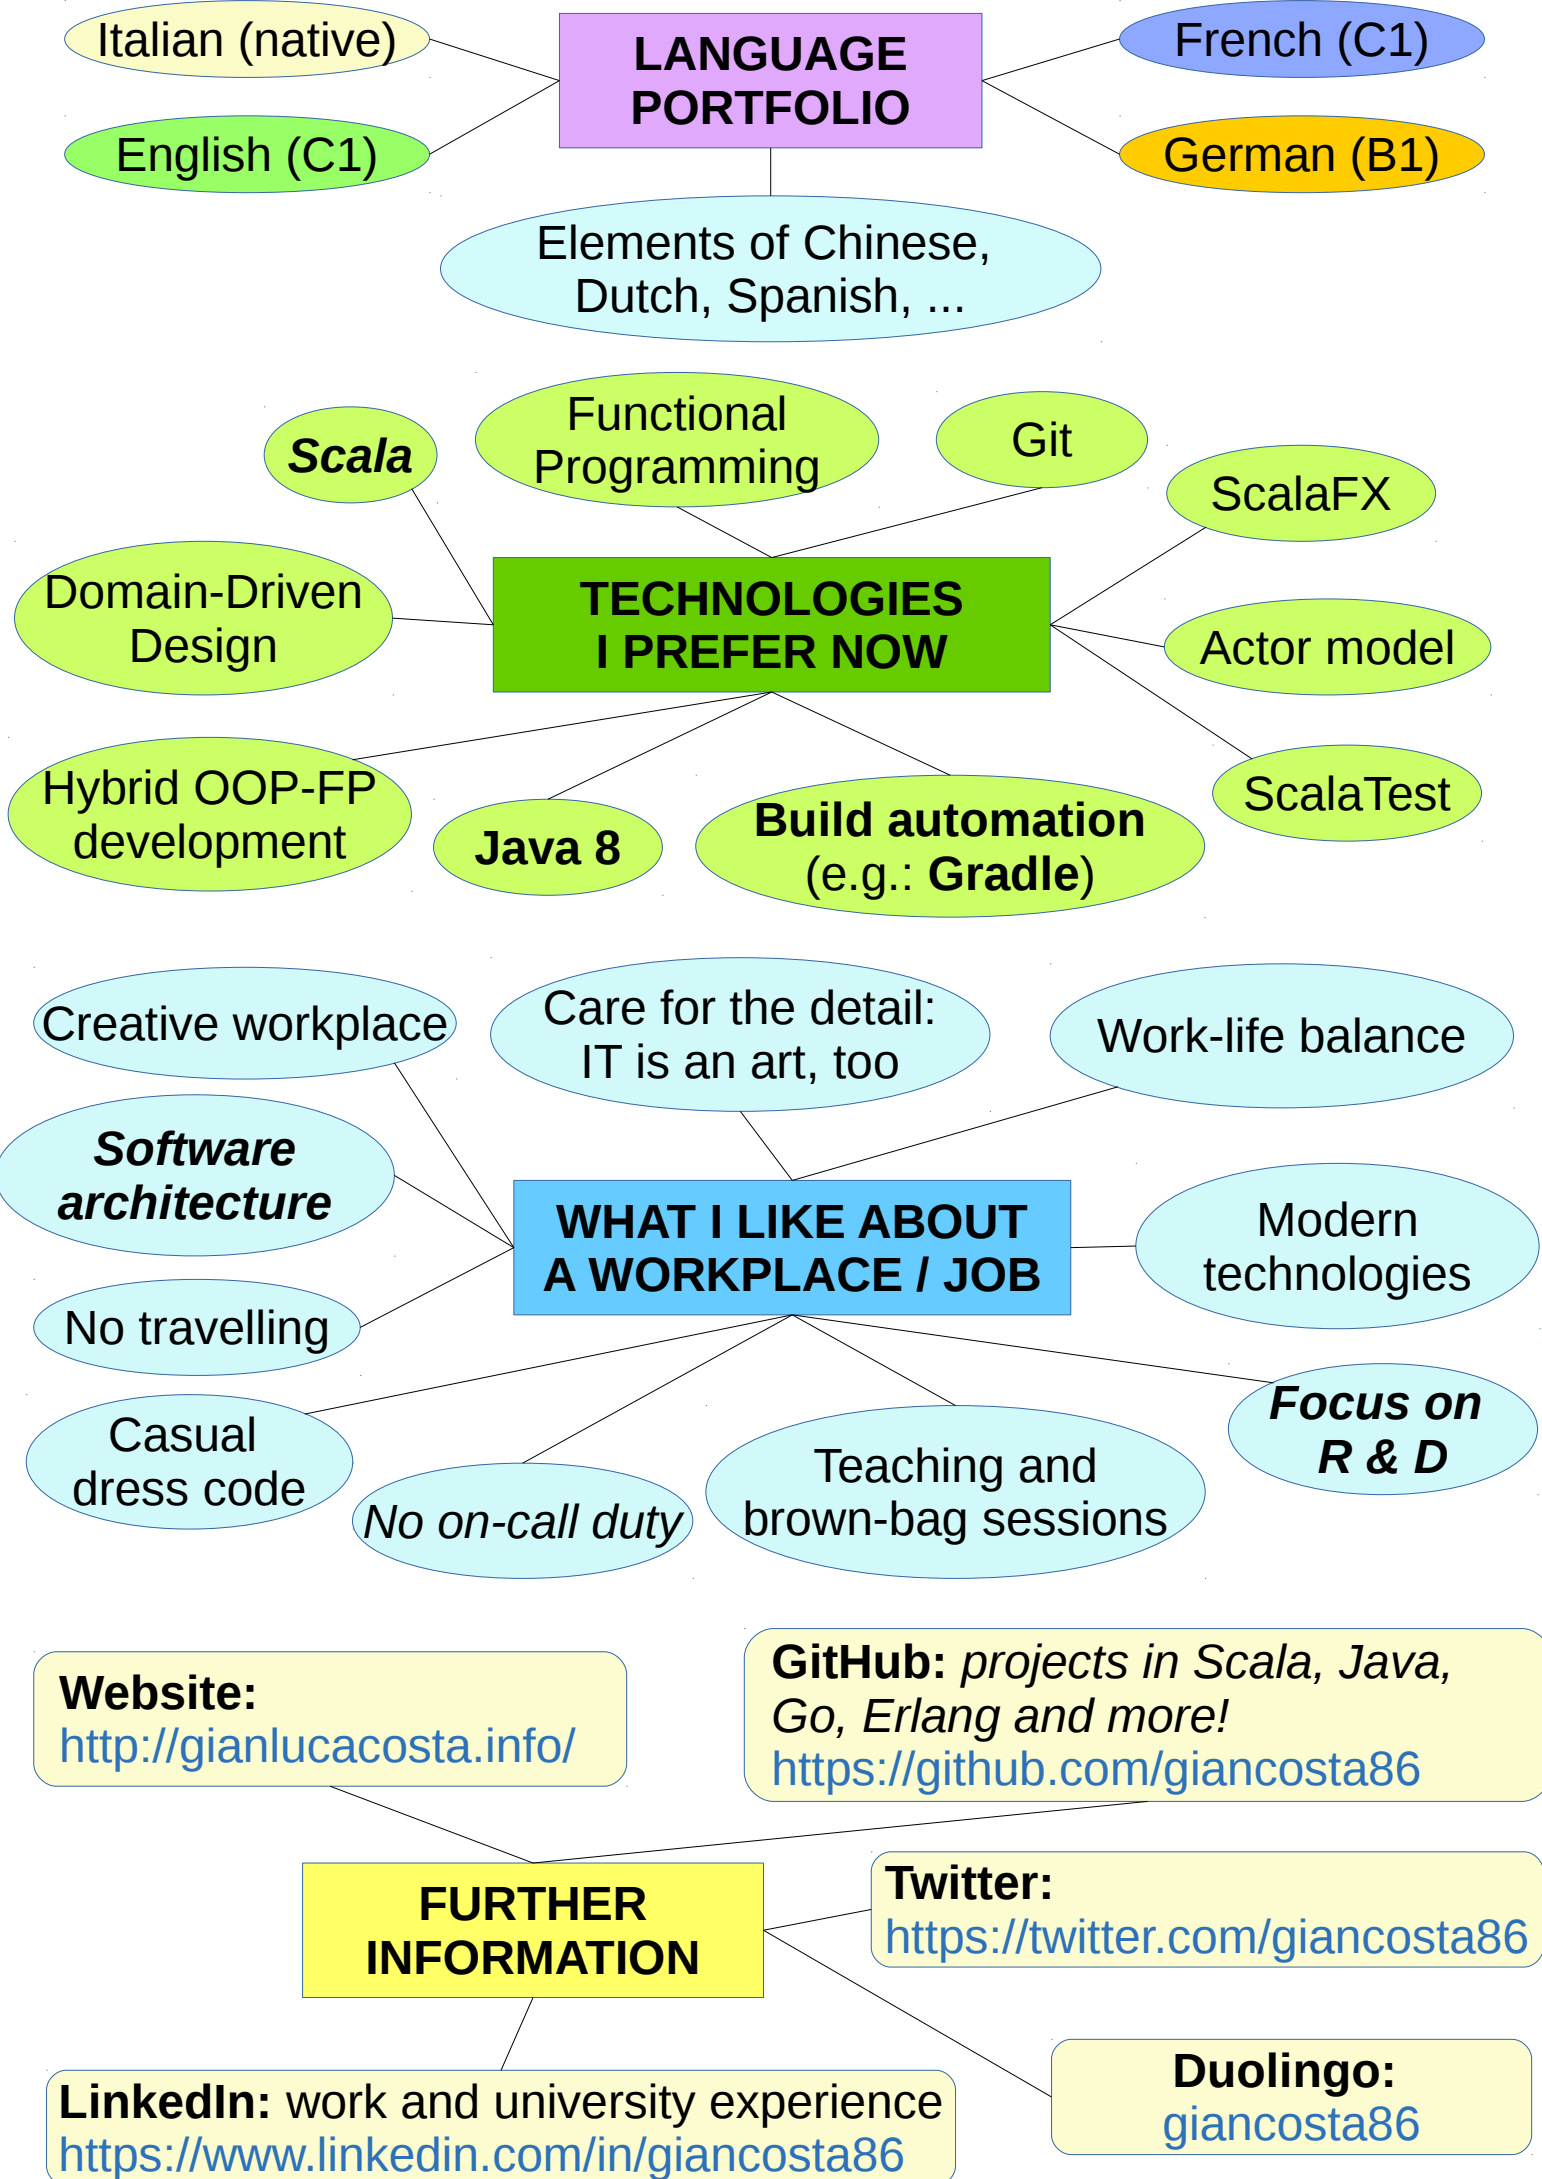 Italian (native)
LANGUAGE
PORTFOLIO
French (C1)
English (C1)
German (B1)
Elements of Chinese,
Dutch, Spanish, ...
Scala
Functional
Programming
Git
ScalaFX
Domain-Driven
Design
TECHNOLOGIES
I PREFER NOW
Actor model
Hybrid OOP-FP
development
Java 8
Build automation
(e.g.: Gradle)
ScalaTest
Creative workplace
Care for the detail:
IT is an art, too
Work-life balance
Software
architecture
WHAT I LIKE ABOUT
A WORKPLACE / JOB
Modern
technologies
No travelling
Casual
dress code
No on-call duty
Teaching and
brown-bag sessions
Focus on
R & D
Website:
http://gianlucacosta.info/
GitHub: projects in Scala, Java,
Go, Erlang and more!
https://github.com/giancosta86
FURTHER
INFORMATION
Twitter:
https://twitter.com/giancosta86
LinkedIn: work and university experience
https://www.linkedin.com/in/giancosta86
Duolingo:
giancosta86